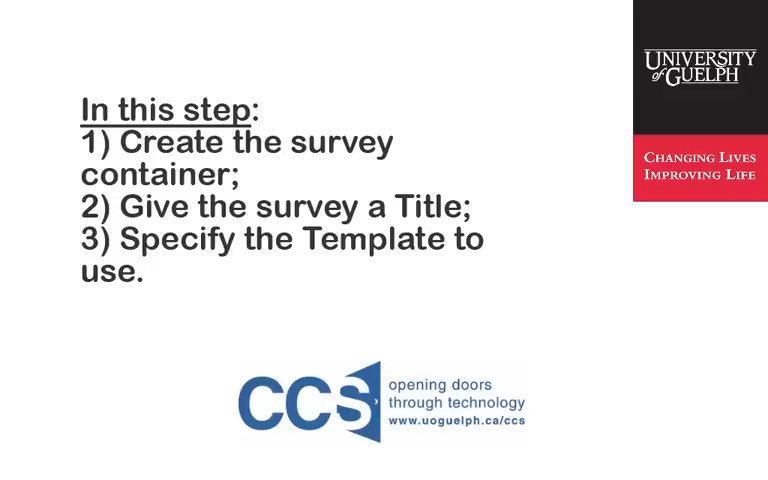 UNIVERSITY
of GUELPH
CHANGING LIVES
IMPROVING LIFE
In this step:
1) Create the survey
container;
2) Give the survey a Title;
3) Specify the Template to
use.
CCS
opening doors
through technology
www.uoguelph.ca/ccs